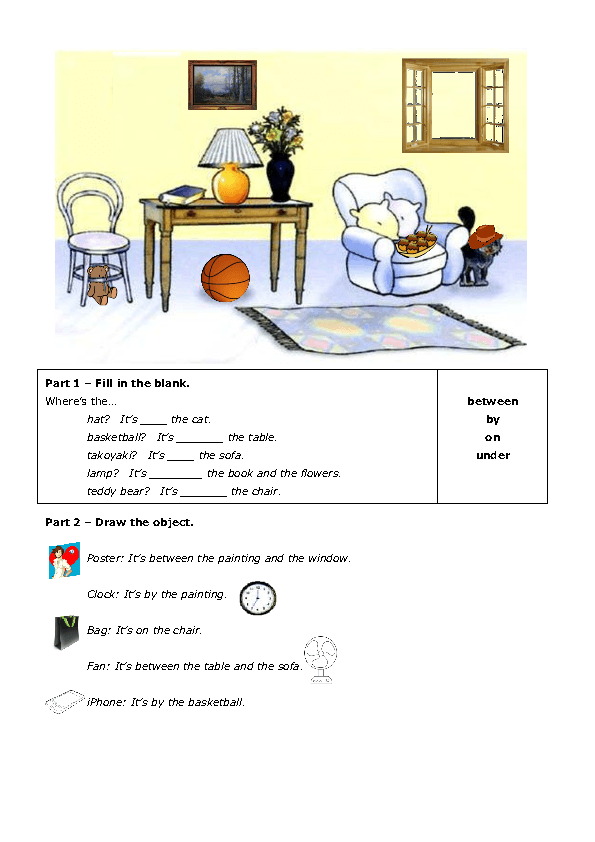 Part 1 – Fill in the blank.
Where's the…
hat? It's ____ the cat.
basketball? It's _______ the table.
takoyaki? It's ____ the sofa.
lamp? It's ________ the book and the flowers.
teddy bear? It's _______ the chair.
between
by
on
under
Part 2 – Draw the object.
Poster: It's between the painting and the window.
Clock: It's by the painting.
Bag: It's on the chair.
Fan: It's between the table and the sofa.
iPhone: It's by the basketball.